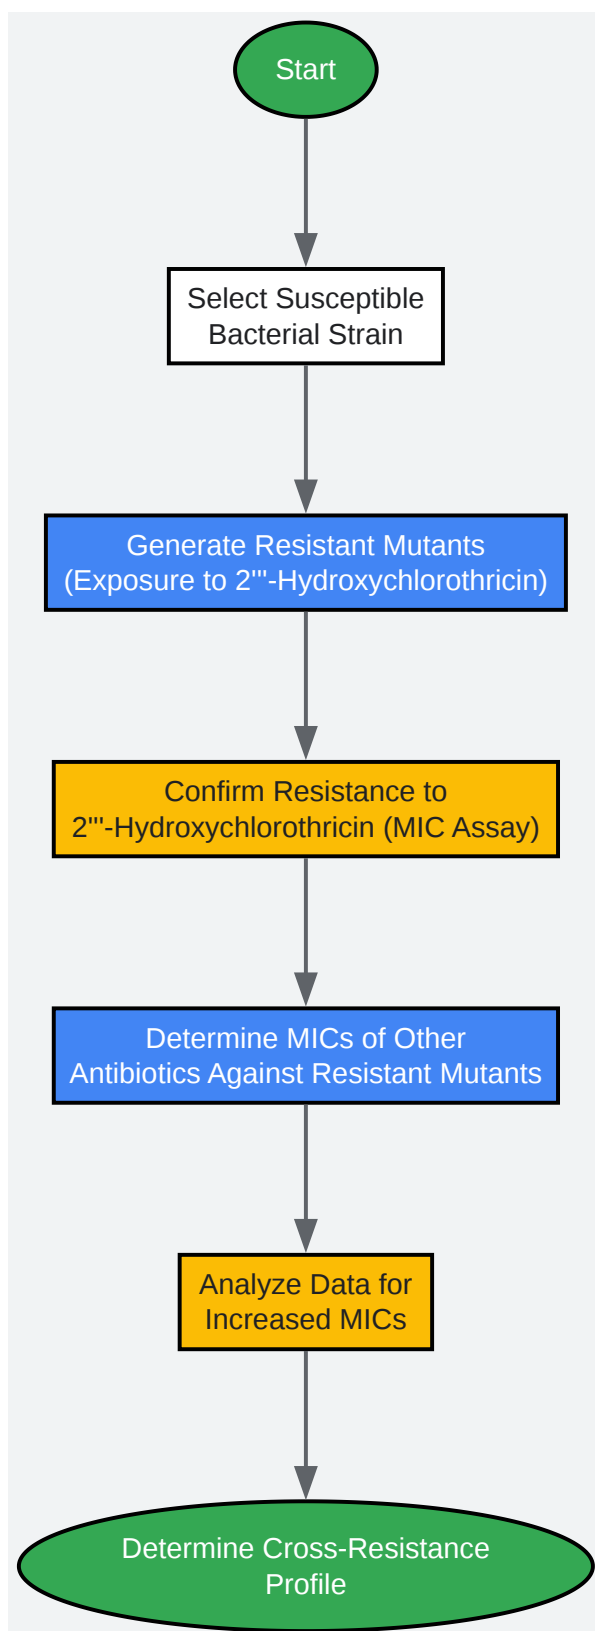 Start
Select Susceptible
Bacterial Strain
Generate Resistant Mutants
(Exposure to 2'''-Hydroxychlorothricin)
Confirm Resistance to
2'''-Hydroxychlorothricin (MIC Assay)
Determine MICs of Other
Antibiotics Against Resistant Mutants
Analyze Data for
Increased MICs
Determine Cross-Resistance
Profile